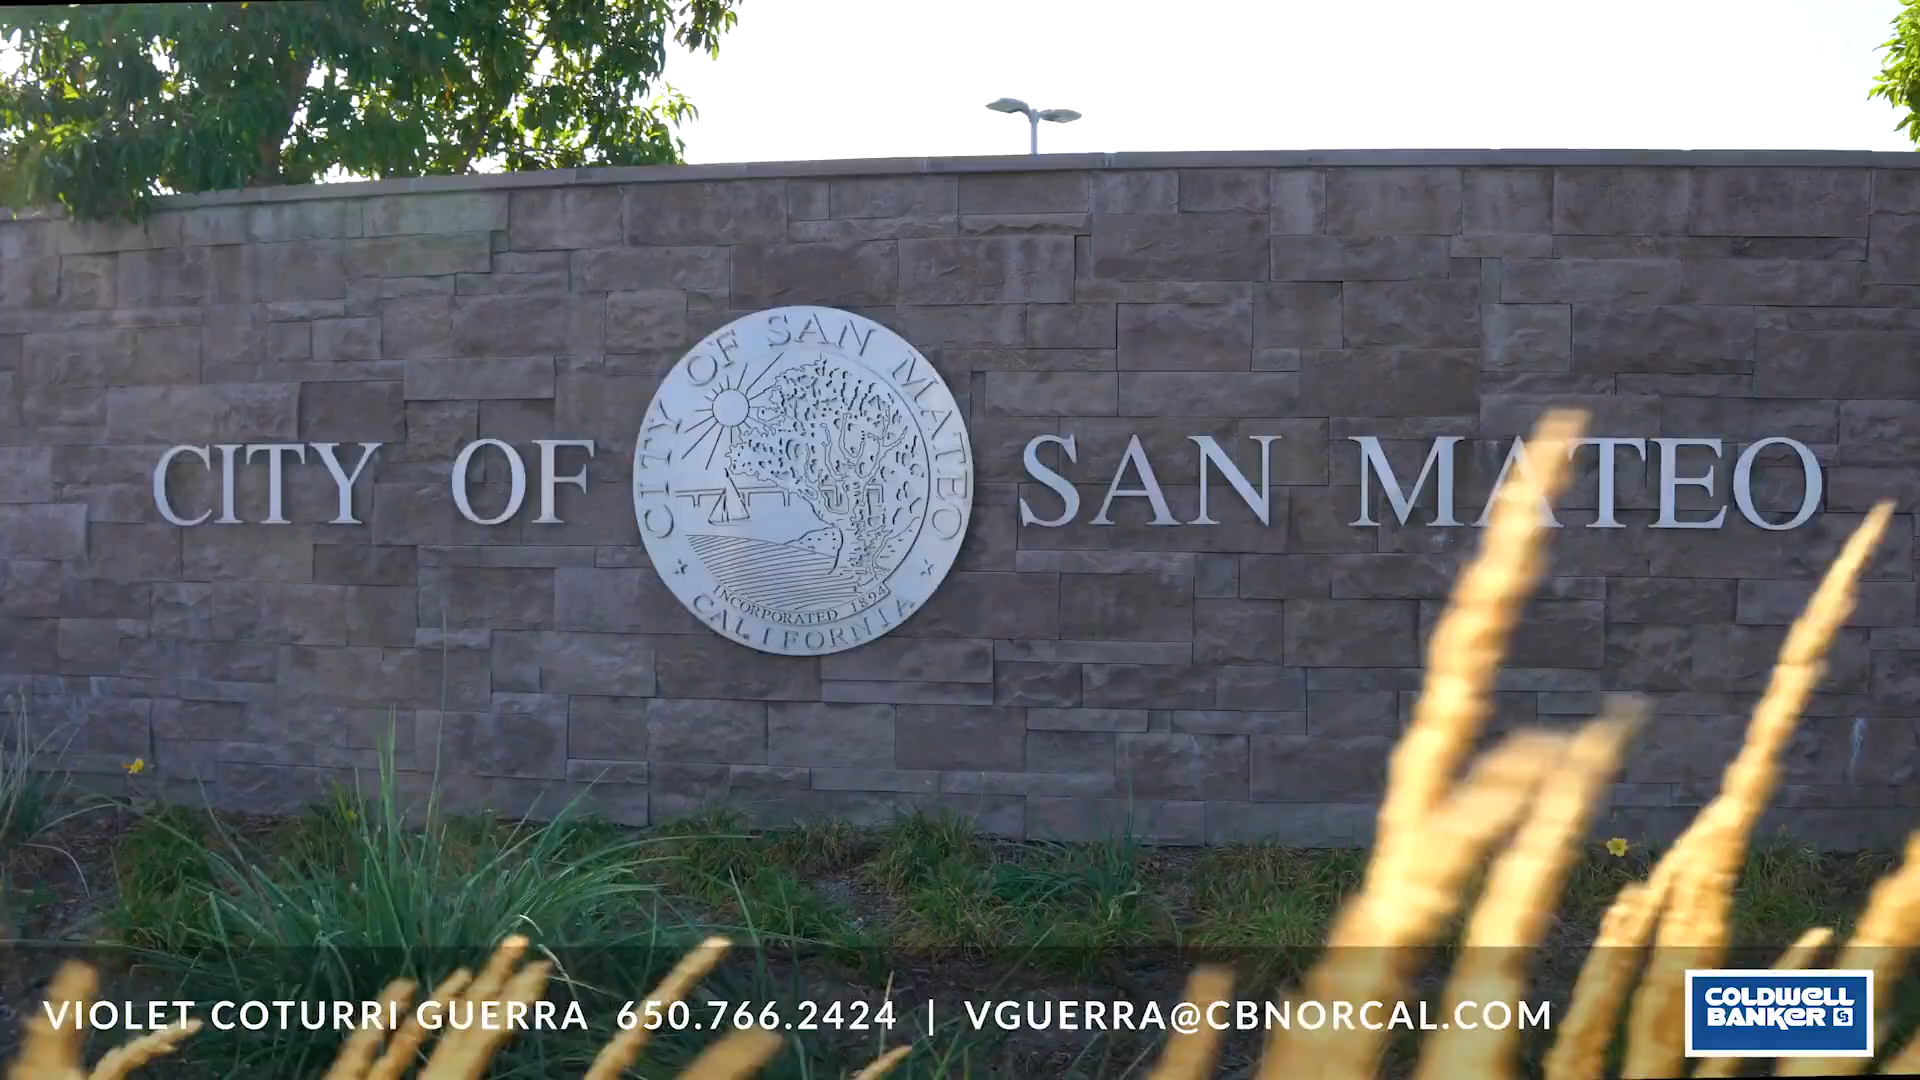 CITY OF SAN MATEO
CITY OF SAN MATEO
INCORPORATED 1894
CALIFORNIA
VIOLET COTURRI GUERRA 650.766.2424 | VGUERRA@CBNORCAL.COM
COLDWELL
BANKER CB